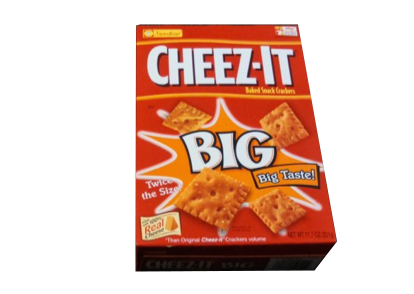 Sunshine
CHEEZ-IT
Baked Snack Crackers
BIG
Big Taste!
Twice
the Size*
100%
Real
Cheese
*Than Original Cheez-It® Crackers volume
CHEEZ-IT BIG